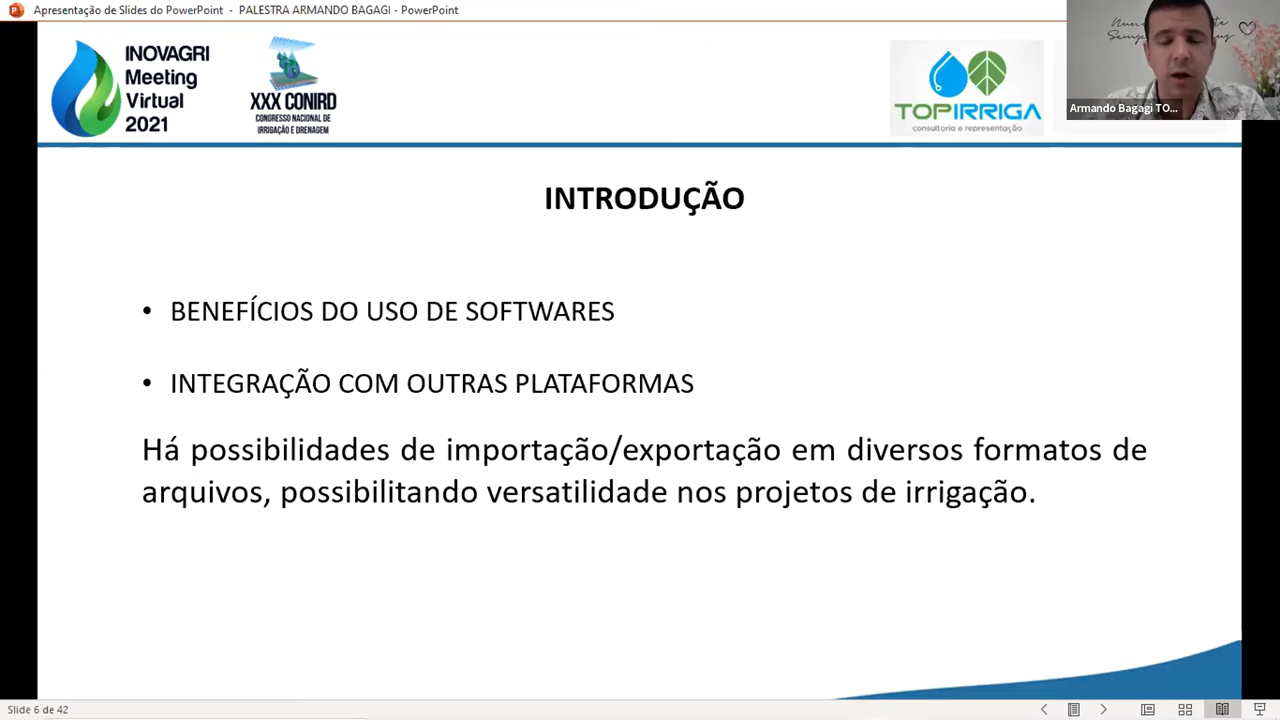 Apresentação de Slides do PowerPoint - PALESTRA ARMANDO BAGAGI - PowerPoint
INOVAGRI
Meeting
Virtual
2021
XXX CONIRD
CONGRESSO NACIONAL DE
IRRIGAÇÃO E DRENAGEM
TOPIRRIGA
consultoria e representação
Armando Bagagi TO...
INTRODUÇÃO
• BENEFÍCIOS DO USO DE SOFTWARES
• INTEGRAÇÃO COM OUTRAS PLATAFORMAS
Há possibilidades de importação/exportação em diversos formatos de
arquivos, possibilitando versatilidade nos projetos de irrigação.
Slide 6 de 42